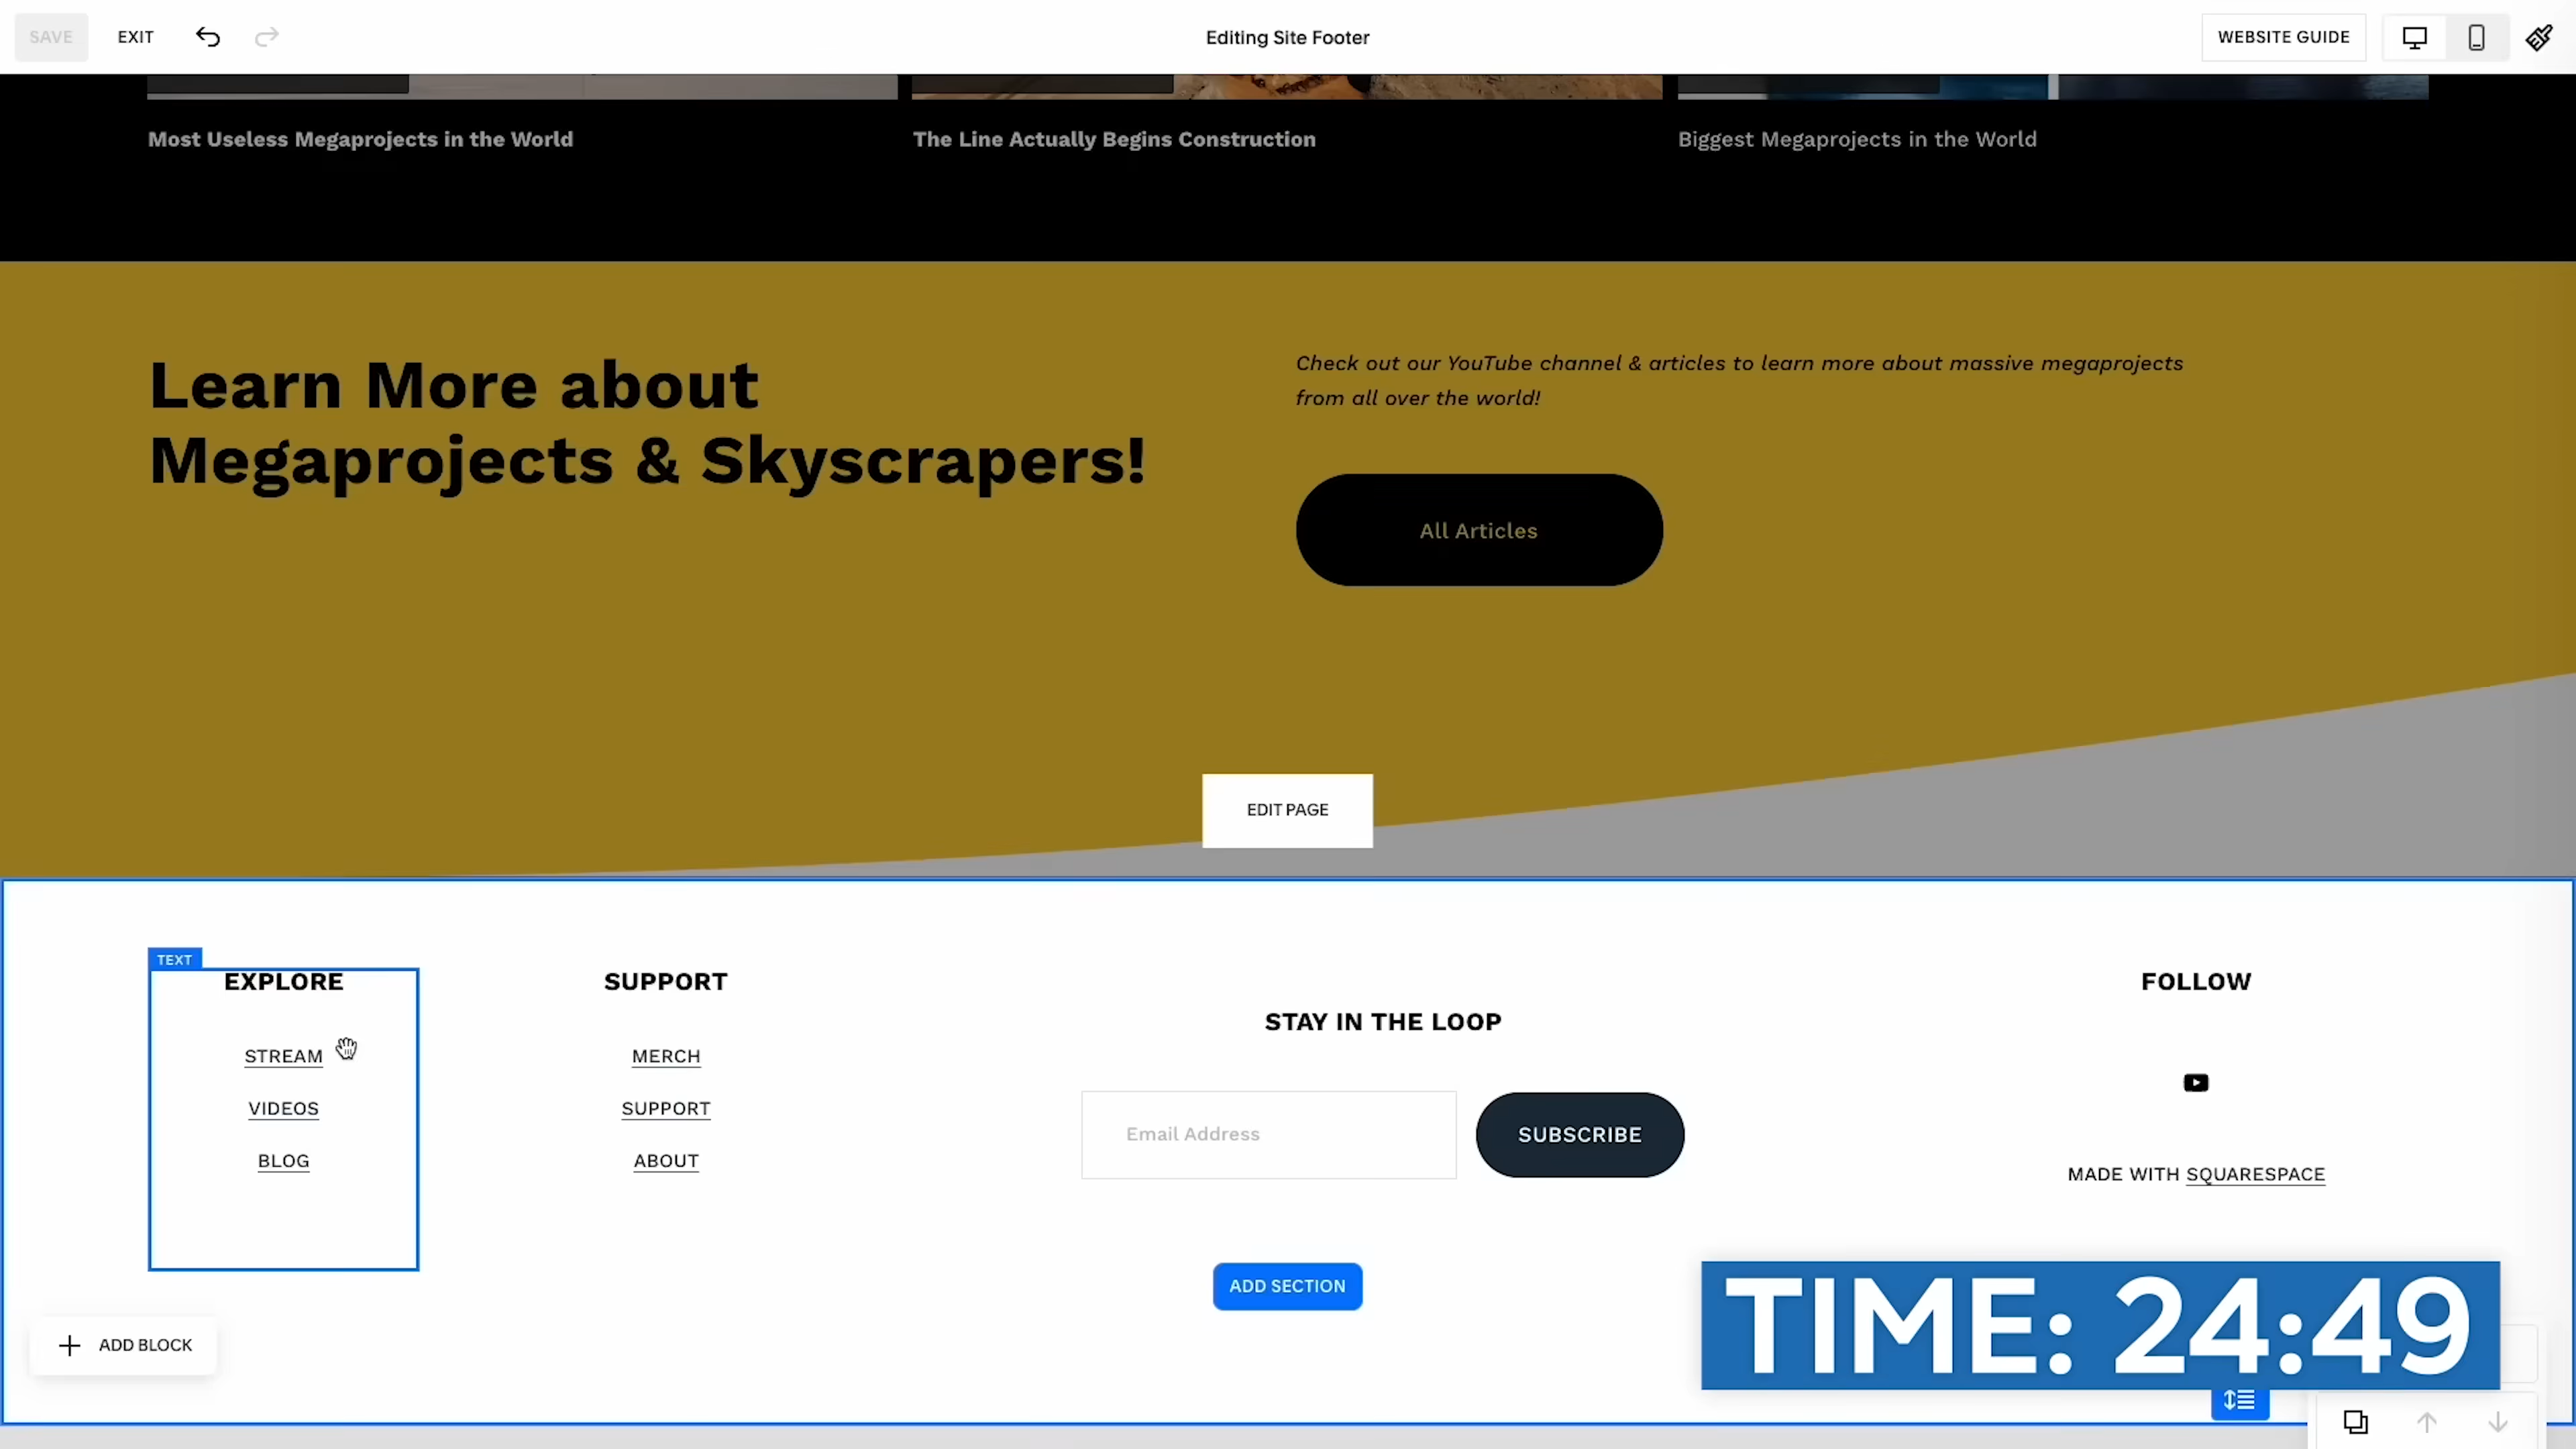 SAVE
EXIT
Editing Site Footer
WEBSITE GUIDE
Most Useless Megaprojects in the World
The Line Actually Begins Construction
Biggest Megaprojects in the World
Learn More about
Megaprojects & Skyscrapers!
Check out our YouTube channel & articles to learn more about massive megaprojects
from all over the world!
All Articles
EDIT PAGE
TEXT
EXPLORE
STREAM
VIDEOS
BLOG
SUPPORT
MERCH
SUPPORT
ABOUT
STAY IN THE LOOP
Email Address
SUBSCRIBE
FOLLOW
MADE WITH SQUARESPACE
ADD SECTION
ADD BLOCK
TIME: 24:49